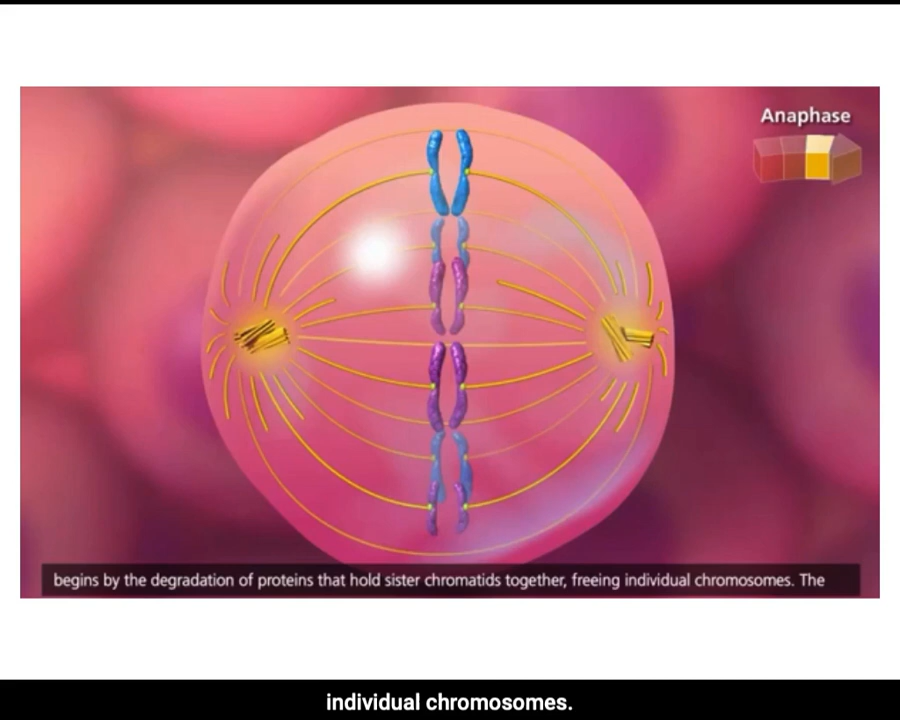 Anaphase
begins by the degradation of proteins that hold sister chromatids together, freeing individual chromosomes. The
individual chromosomes.